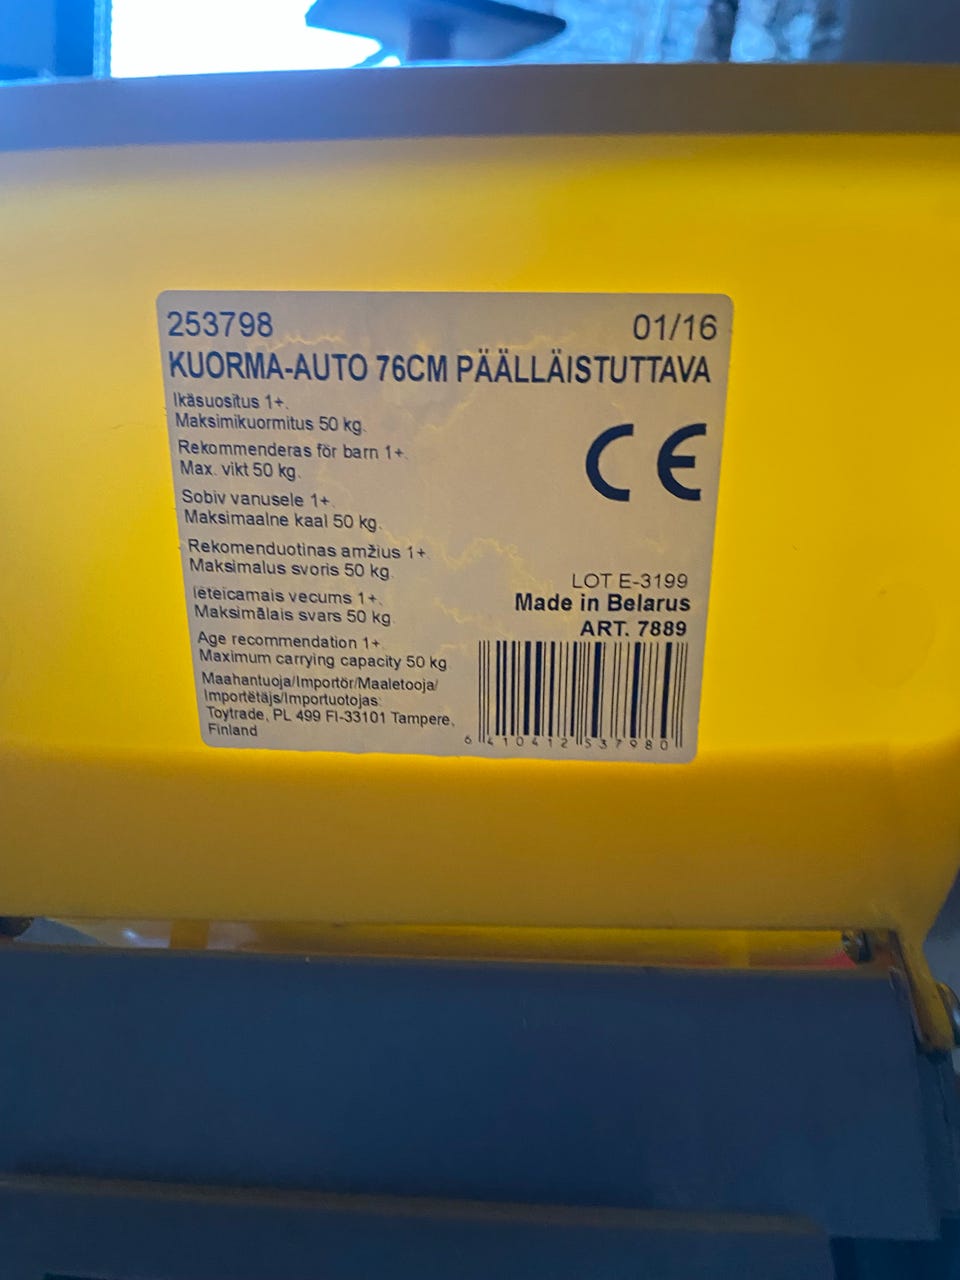 253798 01/16
KUORMA-AUTO 76CM PÄÄLLÄISTUTTAVA
Ikäsuositus 1+.
Maksimikuormitus 50 kg.
Rekommenderas för barn 1+.
Max. vikt 50 kg.
Sobiv vanusele 1+.
Maksimaalne kaal 50 kg.
Rekomenduotinas amžius 1+.
Maksimalus svoris 50 kg.
Ieteicamais vecums 1+.
Maksimālais svars 50 kg.
Age recommendation 1+.
Maximum carrying capacity 50 kg.
Maahantuoja/Importör/Maaletooja/
Importētājs/Importuotojas:
Toytrade, PL 499 FI-33101 Tampere,
Finland
CE
LOT E-3199
Made in Belarus
ART. 7889
6 410412 537980